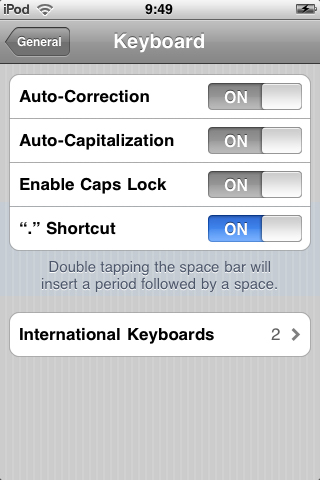 iPod 9:49
General Keyboard
Auto-Correction ON
Auto-Capitalization ON
Enable Caps Lock ON
“.” Shortcut ON
Double tapping the space bar will
insert a period followed by a space.
International Keyboards 2